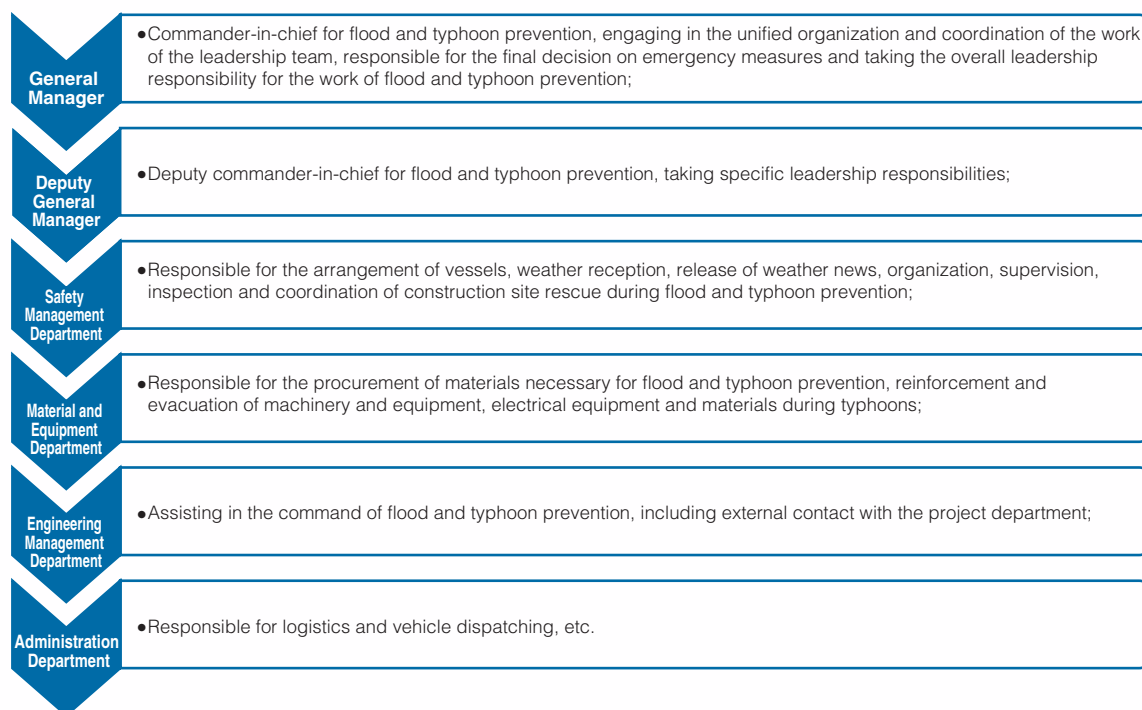 General
Manager
●Commander-in-chief for flood and typhoon prevention, engaging in the unified organization and coordination of the work
of the leadership team, responsible for the final decision on emergency measures and taking the overall leadership
responsibility for the work of flood and typhoon prevention;
Deputy
General
Manager
●Deputy commander-in-chief for flood and typhoon prevention, taking specific leadership responsibilities;
Safety
Management
Department
●Responsible for the arrangement of vessels, weather reception, release of weather news, organization, supervision,
inspection and coordination of construction site rescue during flood and typhoon prevention;
Material and
Equipment
Department
●Responsible for the procurement of materials necessary for flood and typhoon prevention, reinforcement and
evacuation of machinery and equipment, electrical equipment and materials during typhoons;
Engineering
Management
Department
●Assisting in the command of flood and typhoon prevention, including external contact with the project department;
Administration
Department
●Responsible for logistics and vehicle dispatching, etc.